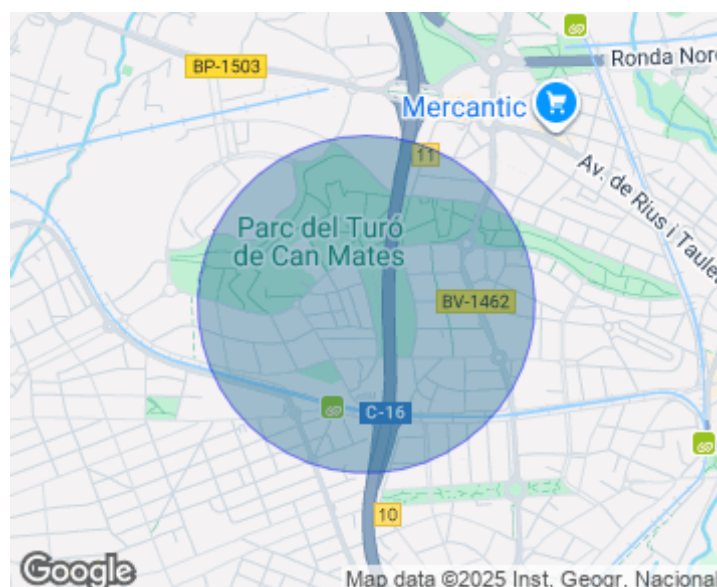 BP-1503
Ronda Nord
Mercantic
11
Av. de Rius i Taulet
Parc del Turó
de Can Mates
BV-1462
C-16
10
Google
Map data ©2025 Inst. Geogr. Nacional